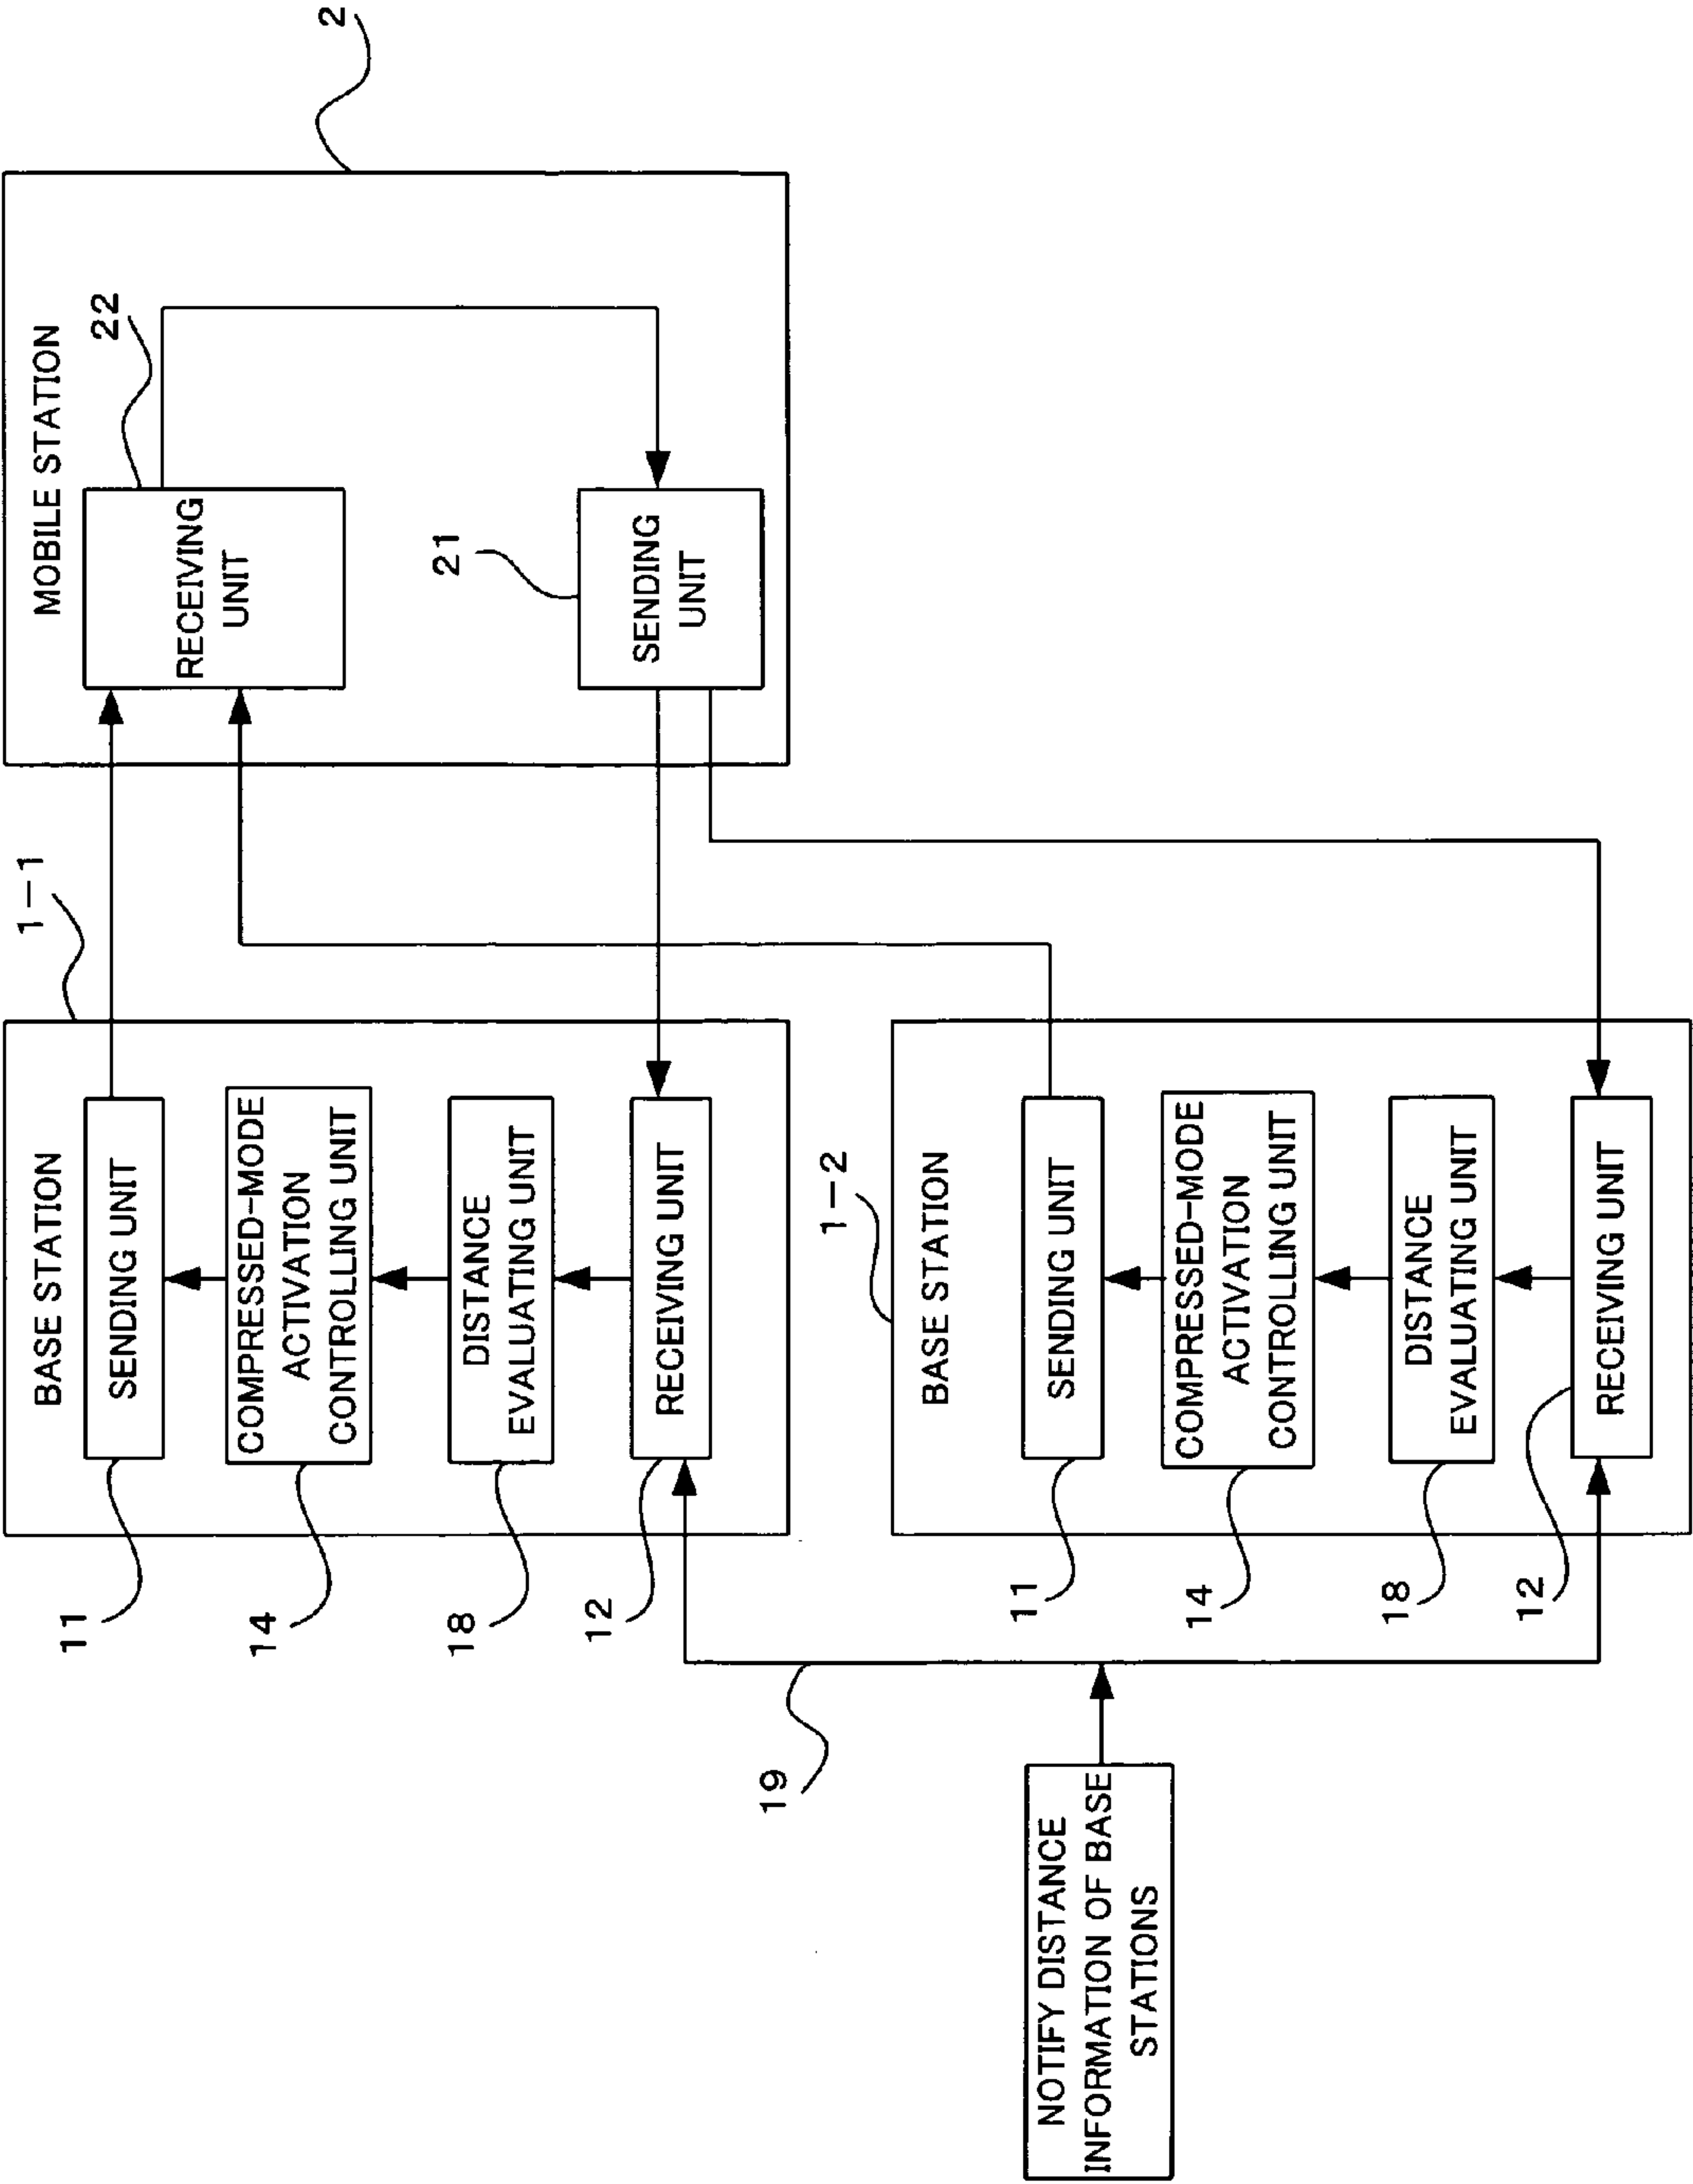 BASE STATION
1-1
SENDING UNIT
11
COMPRESSED-MODE
ACTIVATION
CONTROLLING UNIT
14
DISTANCE
EVALUATING UNIT
18
RECEIVING UNIT
12
MOBILE STATION
2
RECEIVING
UNIT
22
SENDING
UNIT
21
19
NOTIFY DISTANCE
INFORMATION OF BASE
STATIONS
BASE STATION
1-2
SENDING UNIT
11
COMPRESSED-MODE
ACTIVATION
CONTROLLING UNIT
14
DISTANCE
EVALUATING UNIT
18
RECEIVING UNIT
12